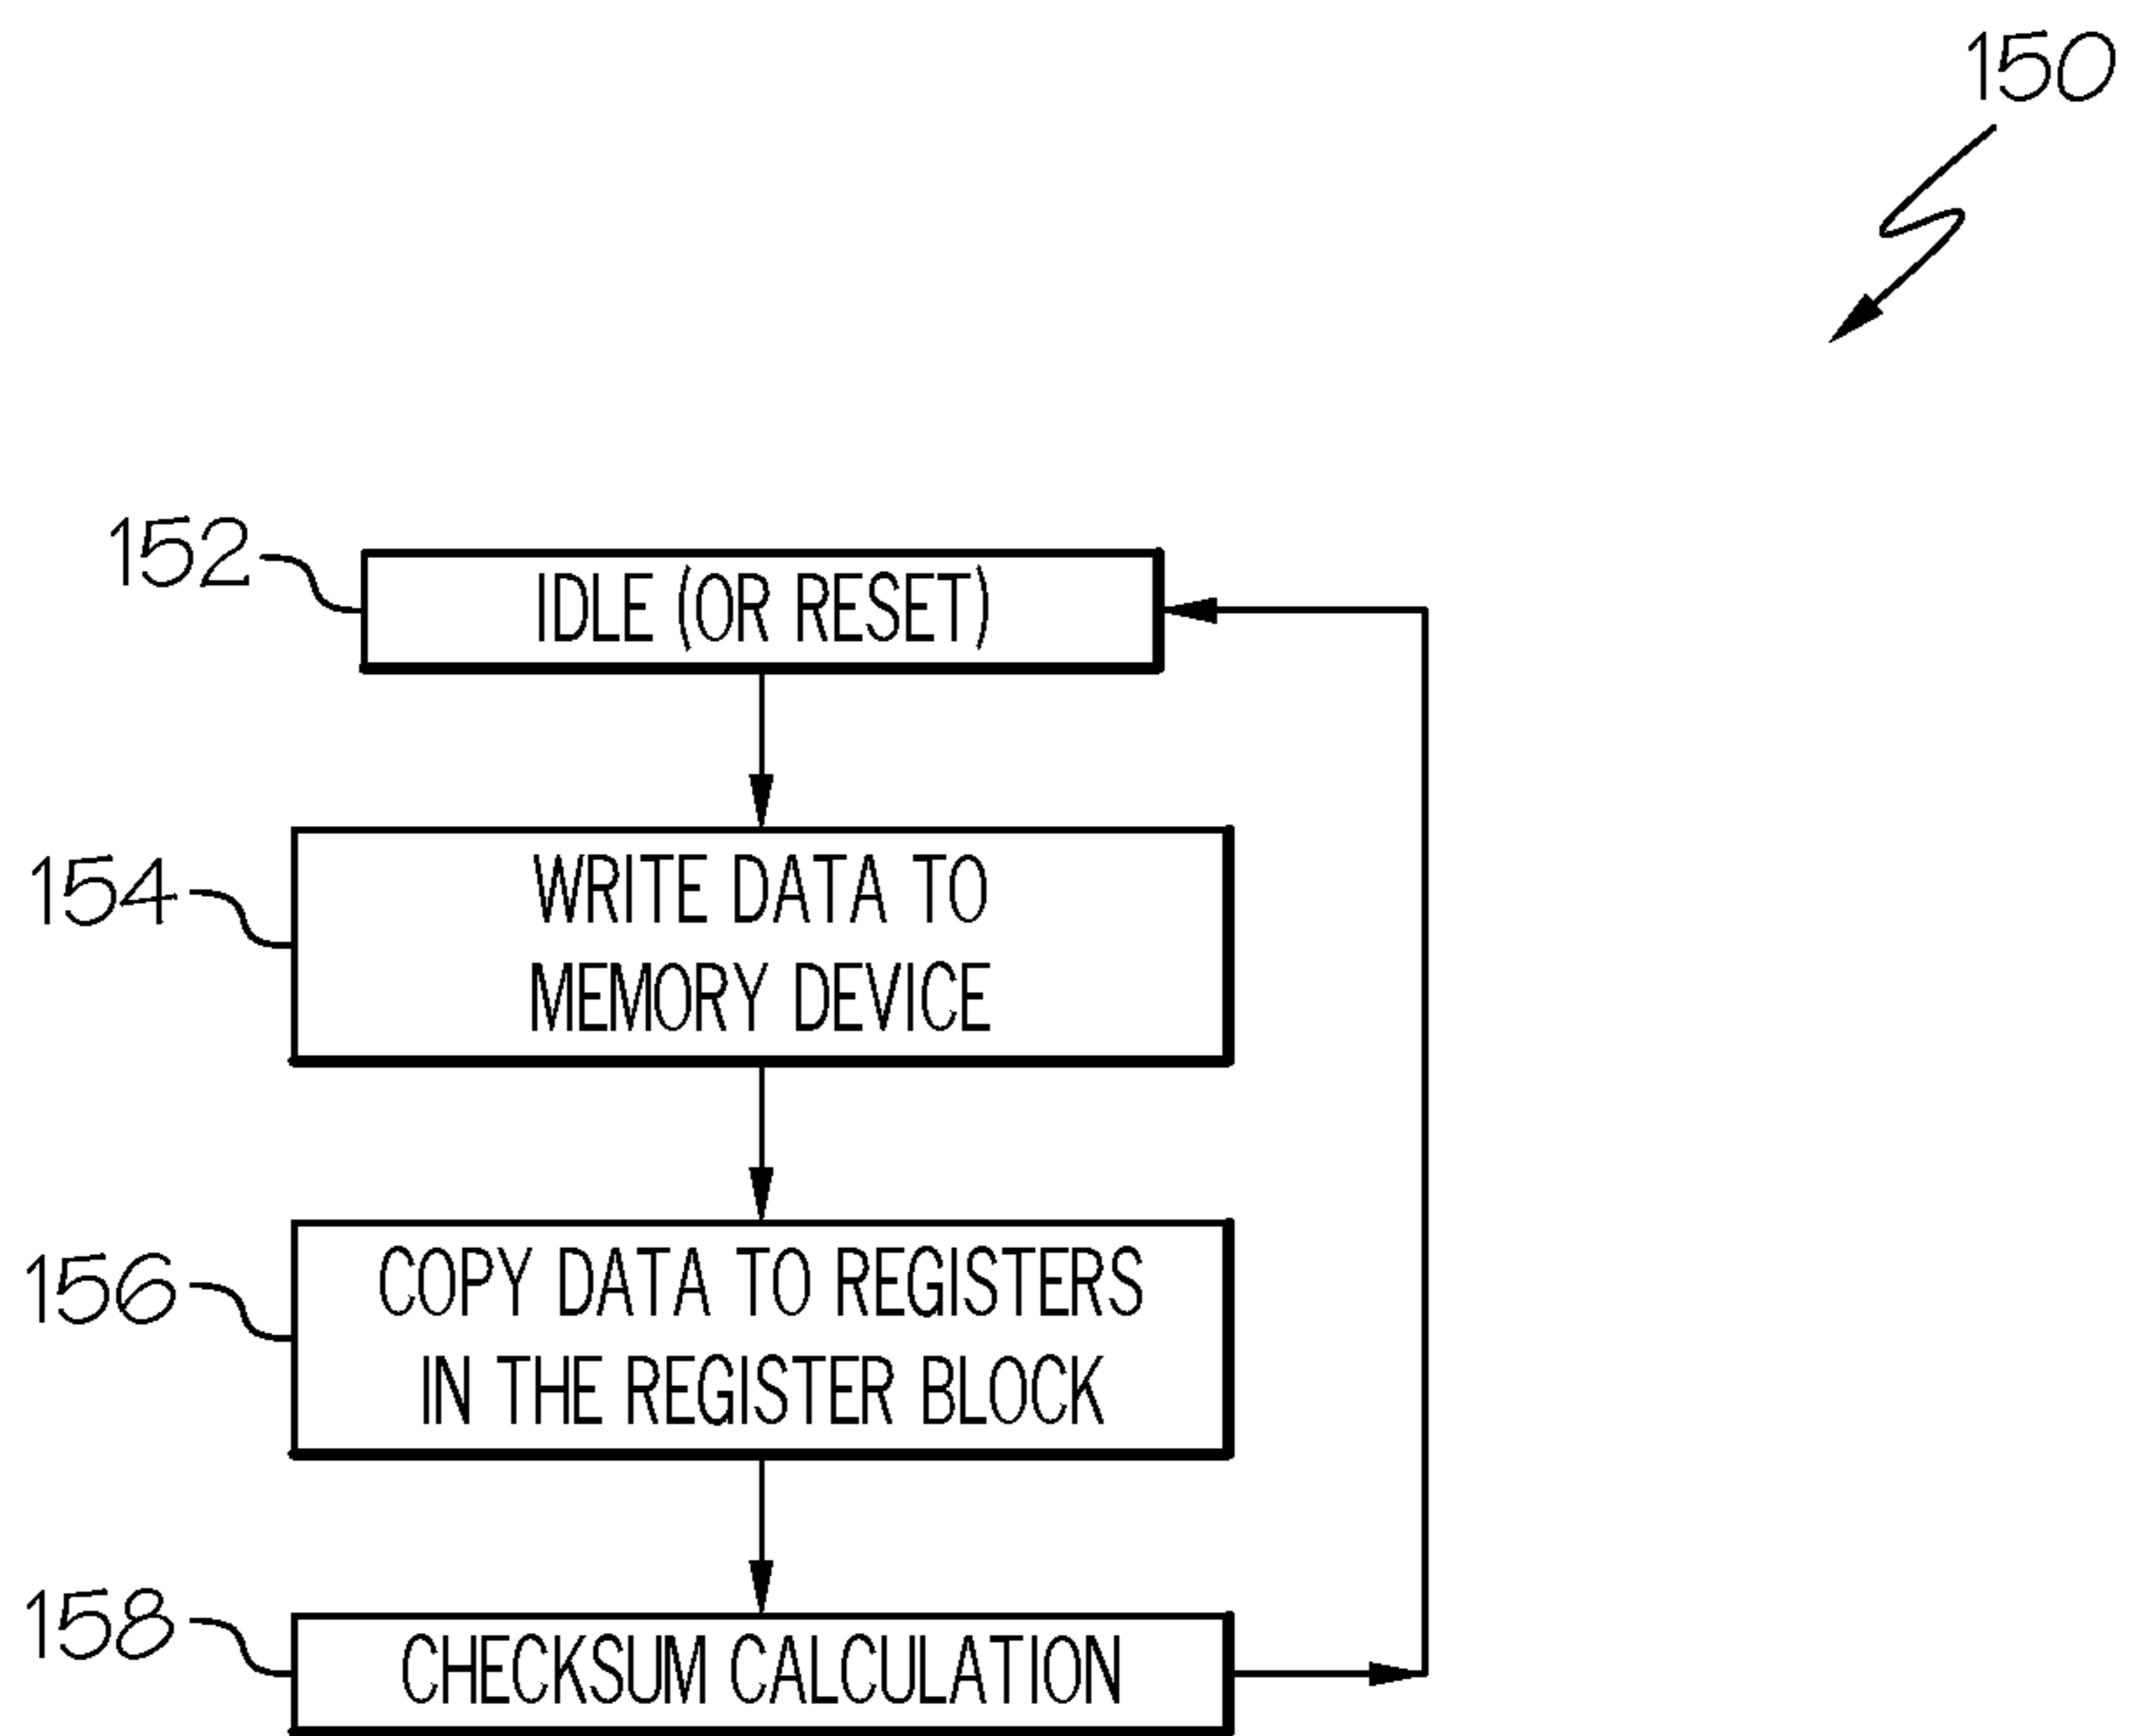 150
152
IDLE (OR RESET)
154
WRITE DATA TO
MEMORY DEVICE
156
COPY DATA TO REGISTERS
IN THE REGISTER BLOCK
158
CHECKSUM CALCULATION